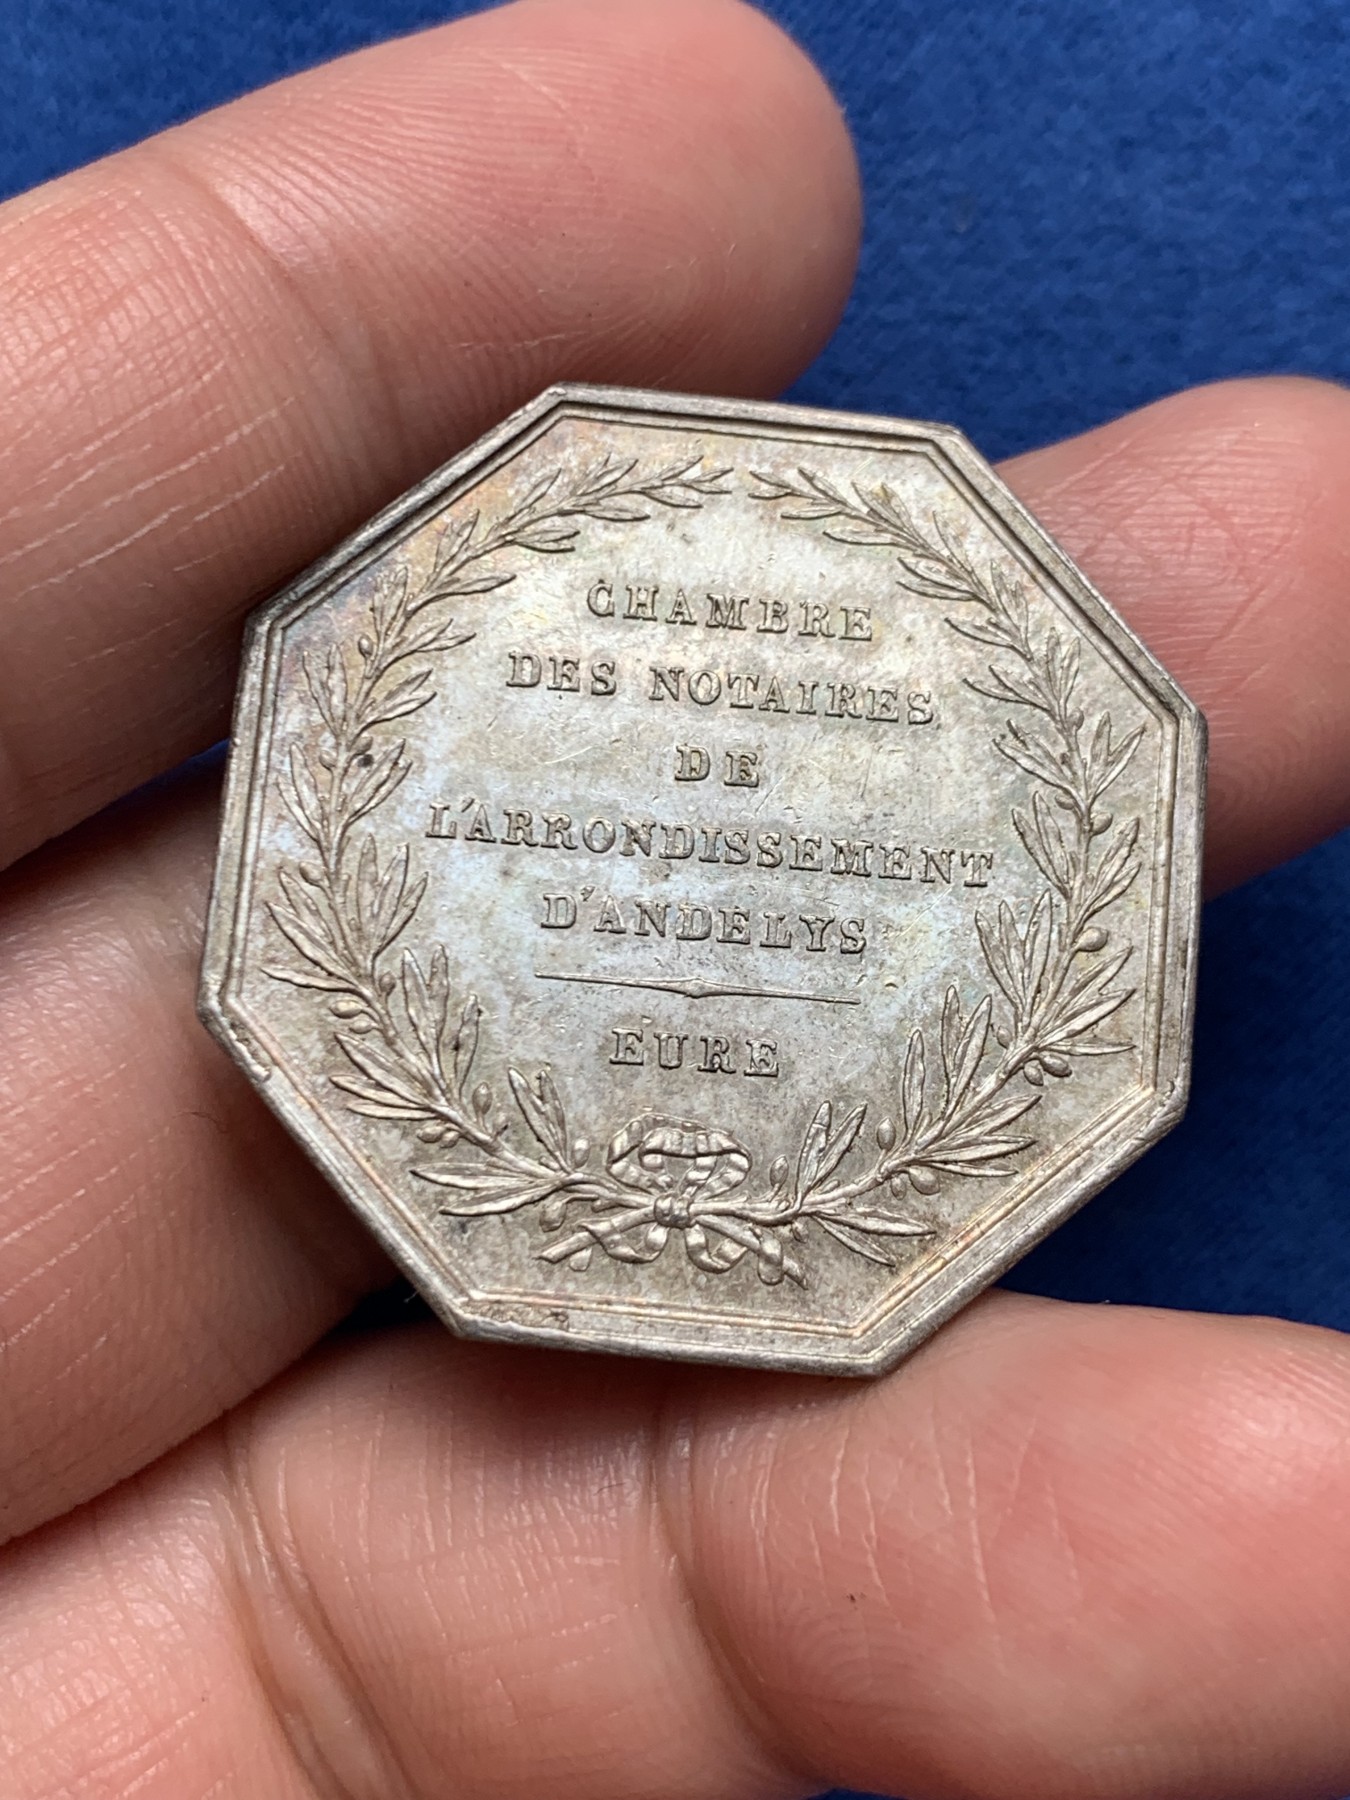 CHAMBRE
DES NOTAIRES
DE
L'ARRONDISSEMENT
D'ANDELYS
EURE